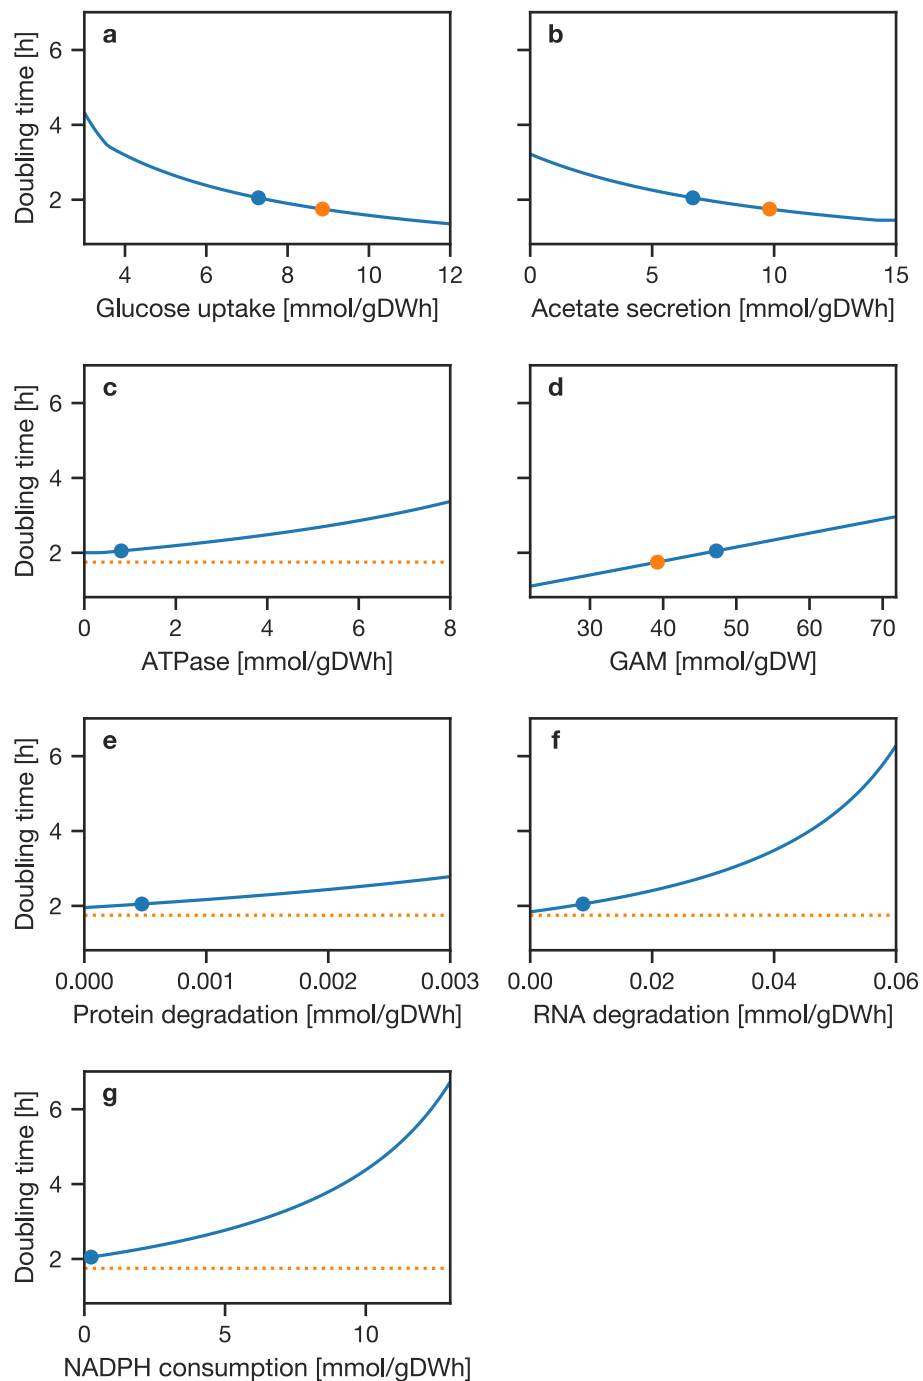 a
Doubling time [h]
6
4
2
4 6 8 10 12
Glucose uptake [mmol/gDWh]
b
0 5 10 15
Acetate secretion [mmol/gDWh]
c
Doubling time [h]
6
4
2
0 2 4 6 8
ATPase [mmol/gDWh]
d
30 40 50 60 70
GAM [mmol/gDW]
e
Doubling time [h]
6
4
2
0.000 0.001 0.002 0.003
Protein degradation [mmol/gDWh]
f
0.00 0.02 0.04 0.06
RNA degradation [mmol/gDWh]
g
Doubling time [h]
6
4
2
0 5 10
NADPH consumption [mmol/gDWh]